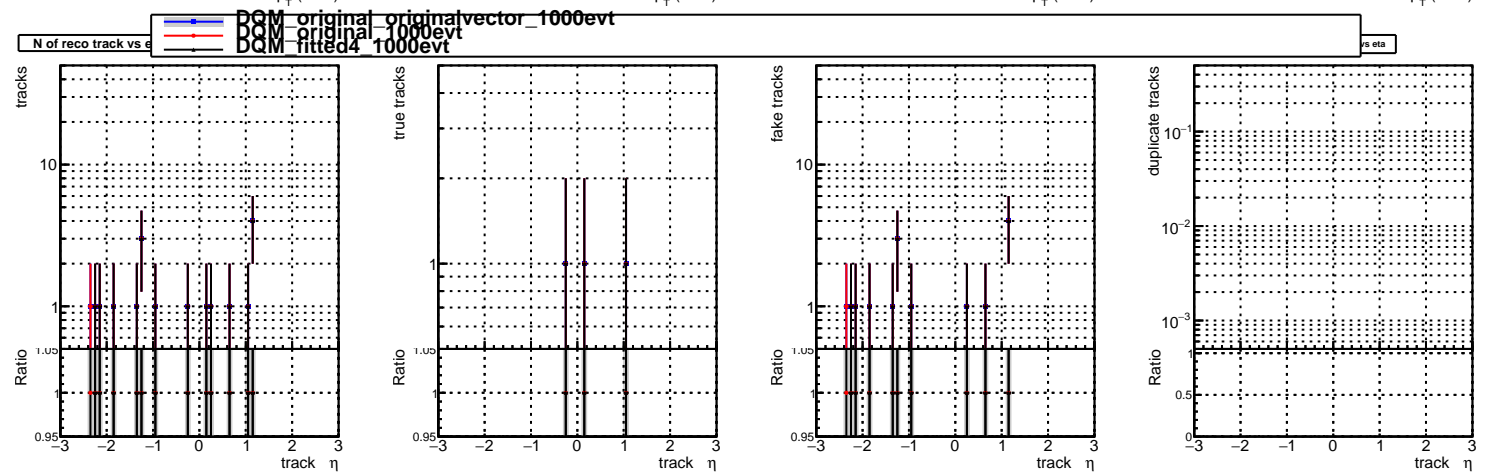 DQM_original_originalvector_1000evt
DQM_original_1000evt
DQM_fitted4_1000evt
N of reco track vs e
vs eta
tracks
10
1
Ratio
1.05
1
0.95
−3 −2 −1 0 1 2 3
track η
true tracks
1
Ratio
1.05
1
0.95
−3 −2 −1 0 1 2 3
track η
fake tracks
10
1
Ratio
1.05
1
0.95
−3 −2 −1 0 1 2 3
track η
duplicate tracks
10⁻¹
10⁻²
10⁻³
Ratio
1
0.5
0
−3 −2 −1 0 1 2 3
track η